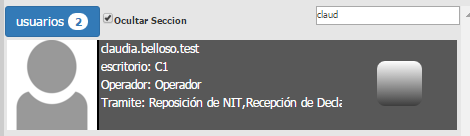 usuarios 2
Ocultar Seccion
claud
claudia.belloso.test
escritorio: C1
Operador: Operador
Tramite: Reposición de NIT,Recepción de Decla